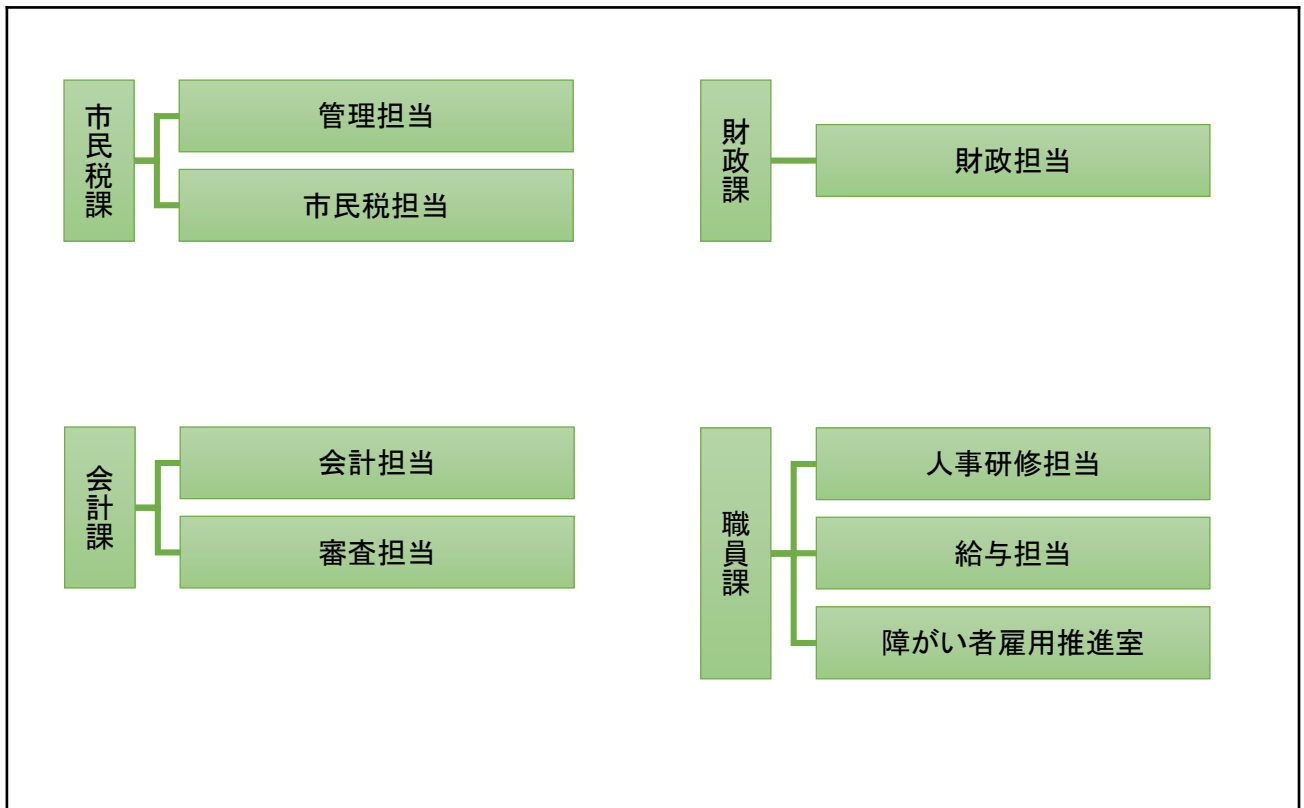 市民税課
管理担当
市民税担当
財政課
財政担当
会計課
会計担当
審査担当
職員課
人事研修担当
給与担当
障がい者雇用推進室